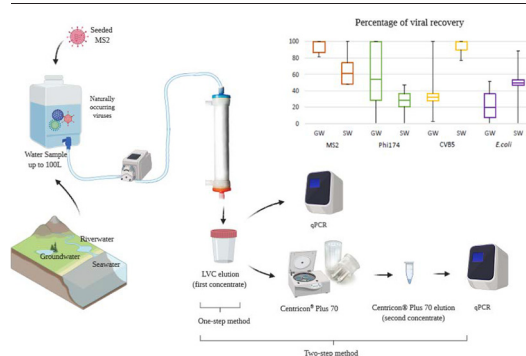 Seeded
MS2
Naturally
occurring
viruses
Water Sample
up to 100L
Riverwater
Groundwater
Seawater
LVC elution
(first concentrate)
One-step method
qPCR
Centricon® Plus 70
Centricon® Plus 70 elution
(second concentrate)
qPCR
Two-step method
Percentage of viral recovery
100
80
60
40
20
0
GW SW GW SW GW SW GW SW
MS2 Phi174 CVB5 E.coli